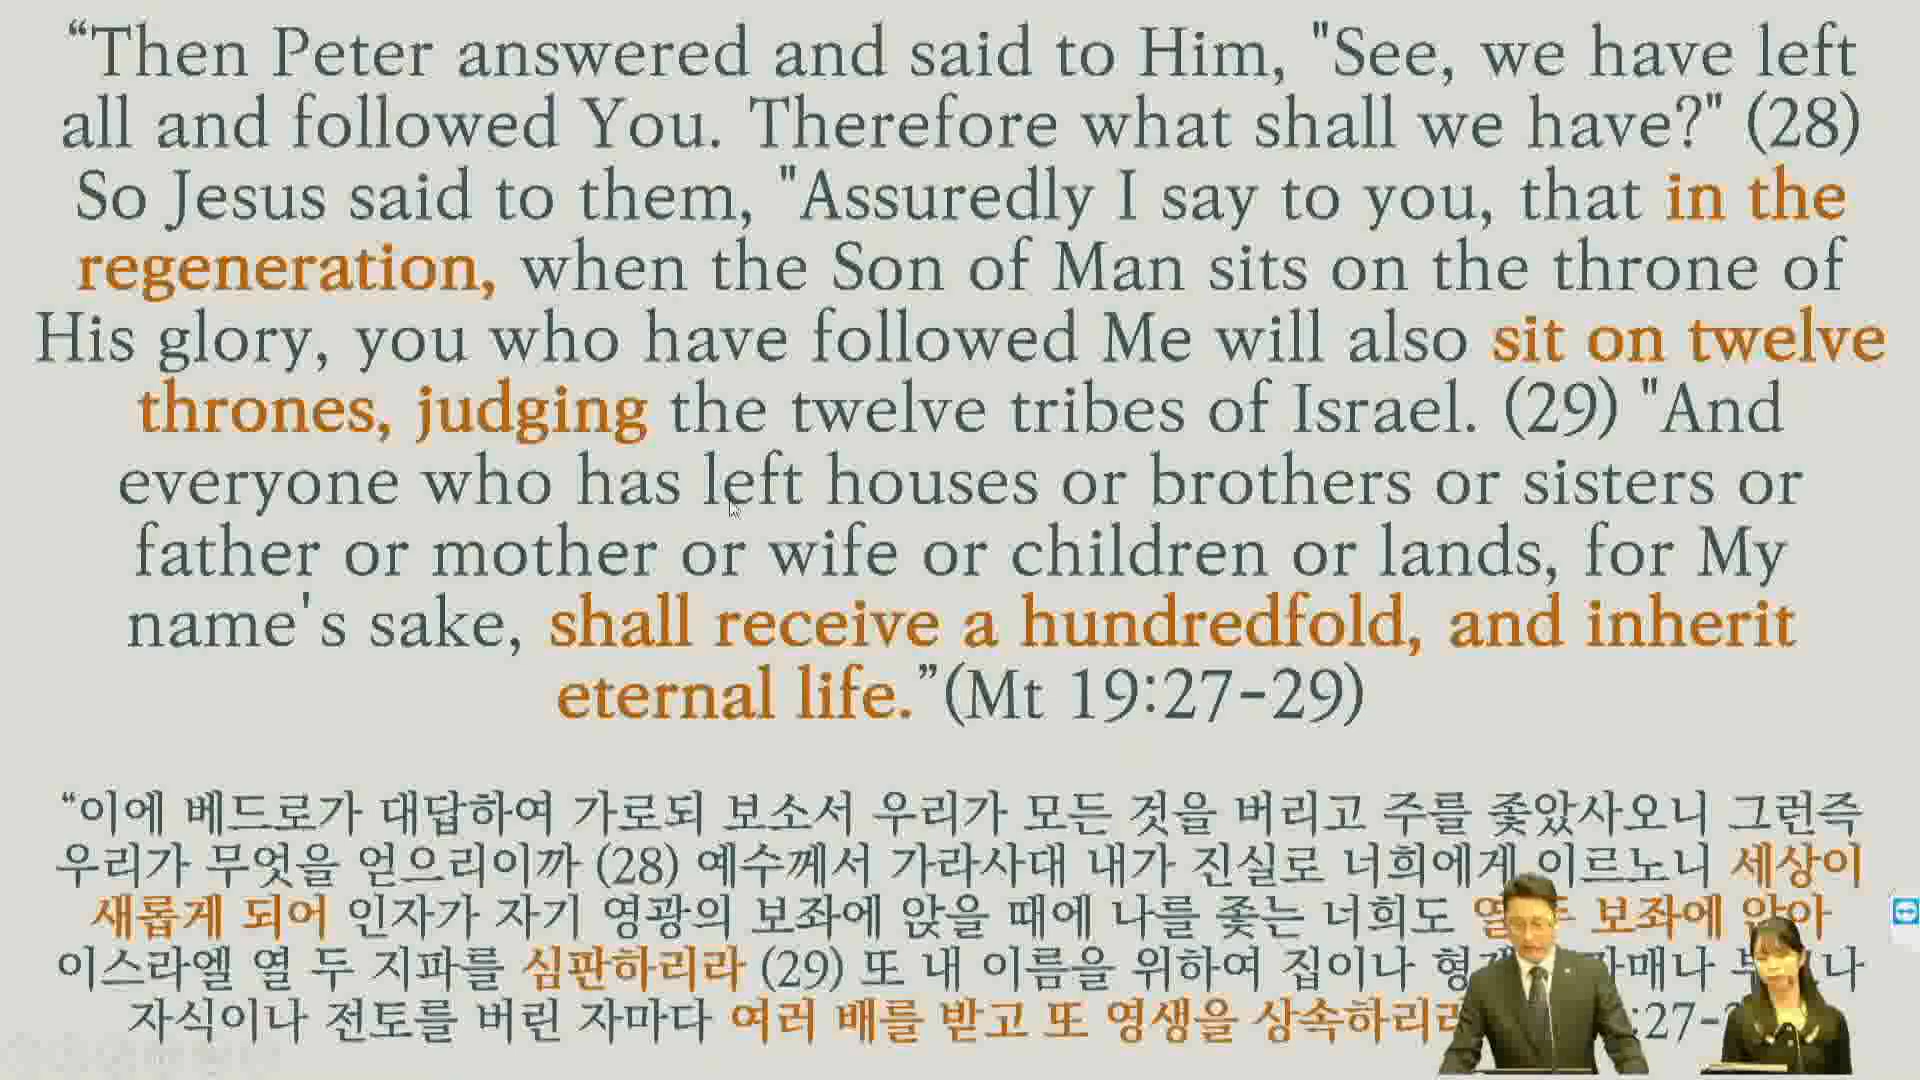 “Then Peter answered and said to Him, "See, we have left
all and followed You. Therefore what shall we have?" (28)
So Jesus said to them, "Assuredly I say to you, that in the
regeneration, when the Son of Man sits on the throne of
His glory, you who have followed Me will also sit on twelve
thrones, judging the twelve tribes of Israel. (29) "And
everyone who has left houses or brothers or sisters or
father or mother or wife or children or lands, for My
name's sake, shall receive a hundredfold, and inherit
eternal life.”(Mt 19:27-29)
“이에 베드로가 대답하여 가로되 보소서 우리가 모든 것을 버리고 주를 좇았사오니 그런즉
우리가 무엇을 얻으리이까 (28) 예수께서 가라사대 내가 진실로 너희에게 이르노니 세상이
새롭게 되어 인자가 자기 영광의 보좌에 앉을 때에 나를 좇는 너희도 보좌에 앉아
이스라엘 열 두 지파를 심판하리라 (29) 또 내 이름을 위하여 집이나
자식이나 전토를 버린 자마다 여러 배를 받고 또 영생을 상속하리라